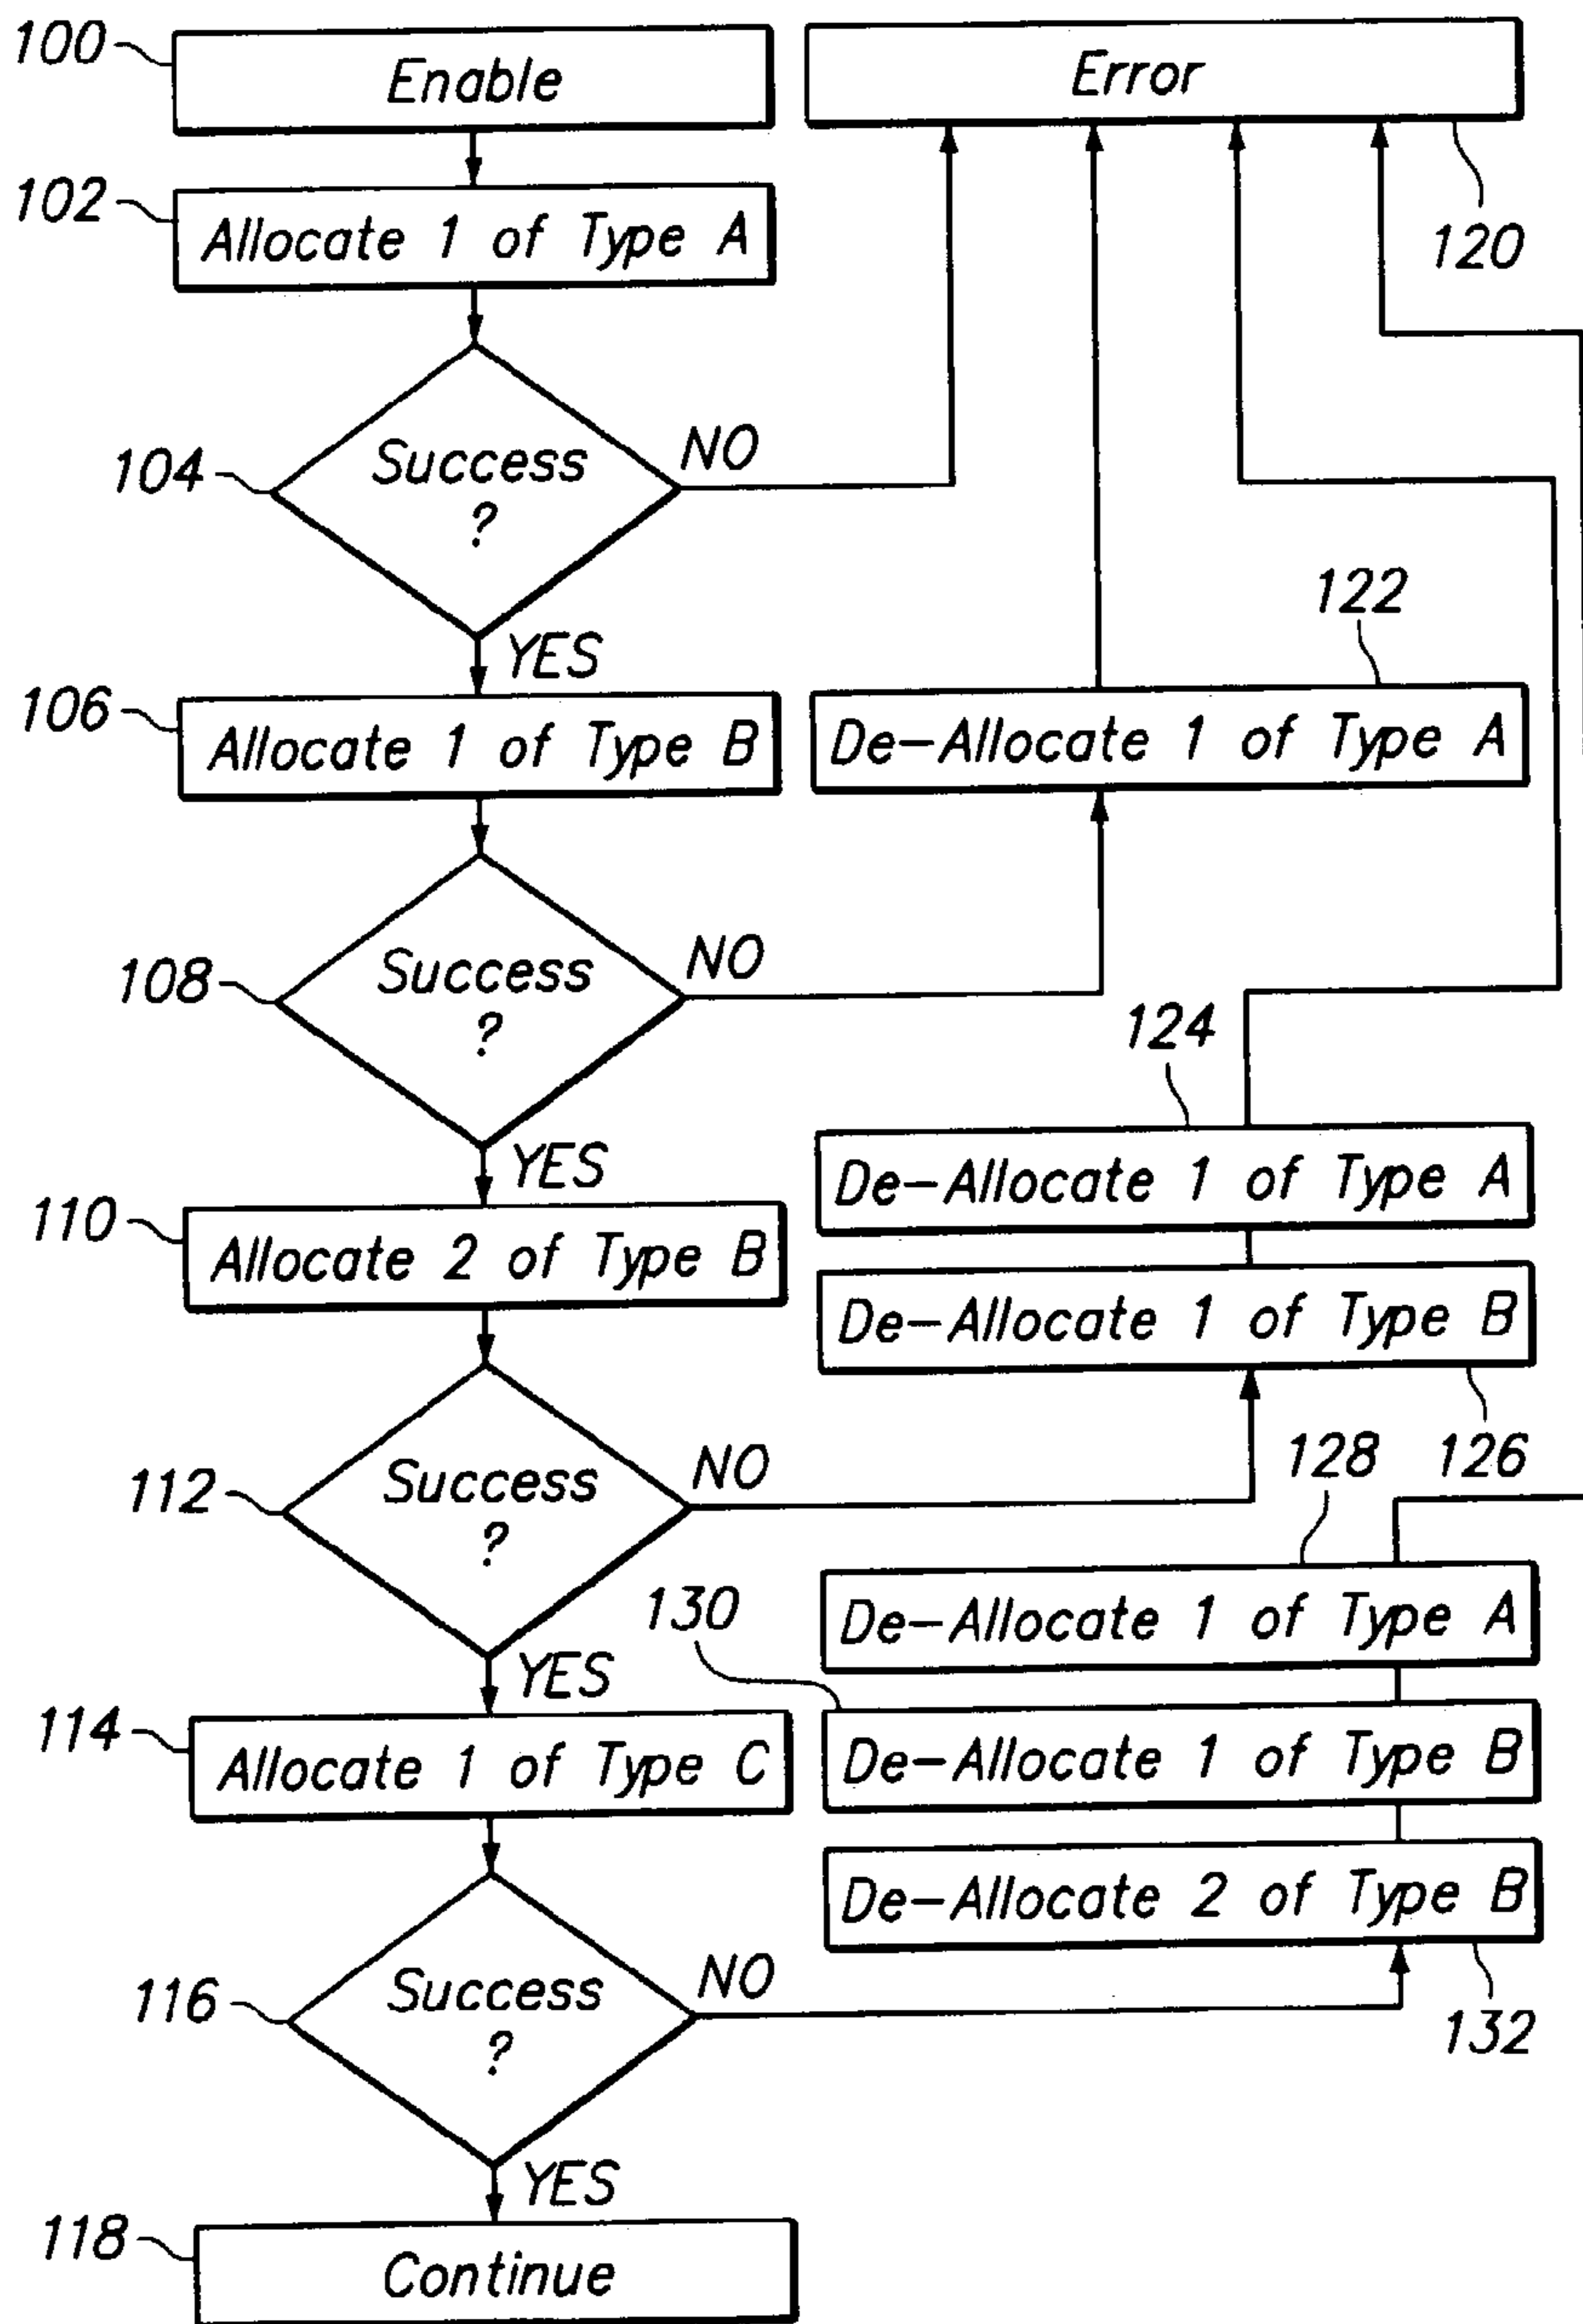 100
Enable
Error
102
Allocate 1 of Type A
120
104
Success
?
NO
YES
122
106
Allocate 1 of Type B
De-Allocate 1 of Type A
108
Success
?
NO
124
YES
De-Allocate 1 of Type A
110
Allocate 2 of Type B
De-Allocate 1 of Type B
126
128
112
Success
?
NO
130
De-Allocate 1 of Type A
YES
114
Allocate 1 of Type C
De-Allocate 1 of Type B
De-Allocate 2 of Type B
132
116
Success
?
NO
YES
118
Continue